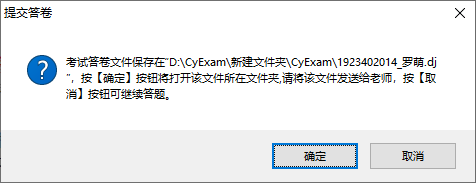 提交答卷
考试答卷文件保存在"D:\CyExam\新建文件夹\CyExam\1923402014_罗萌.dj
"，按【确定】按钮将打开该文件所在文件夹,请将该文件发送给老师，按【取
消】按钮可继续答题。
确定
取消